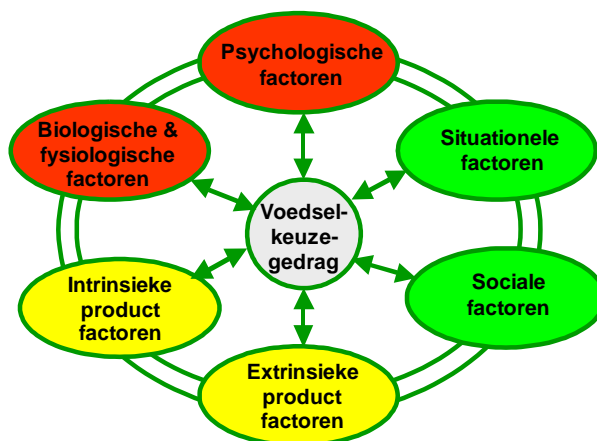 Psychologische
factoren
Biologische &
fysiologische
factoren
Situationele
factoren
Voedsel-
keuze-
gedrag
Intrinsieke
product
factoren
Sociale
factoren
Extrinsieke
product
factoren